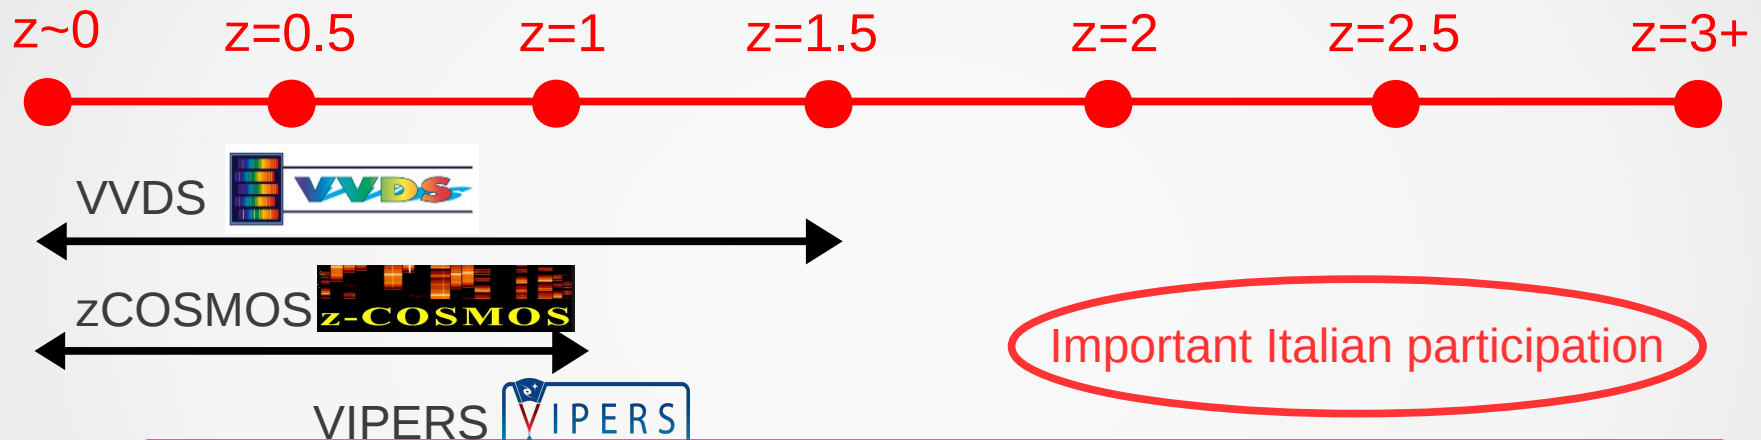 z~0 z=0.5 z=1 z=1.5 z=2 z=2.5 z=3+
VVDS VVDS
zCOSMOS z-COSMOS
Important Italian participation
VIPERS VIPERS